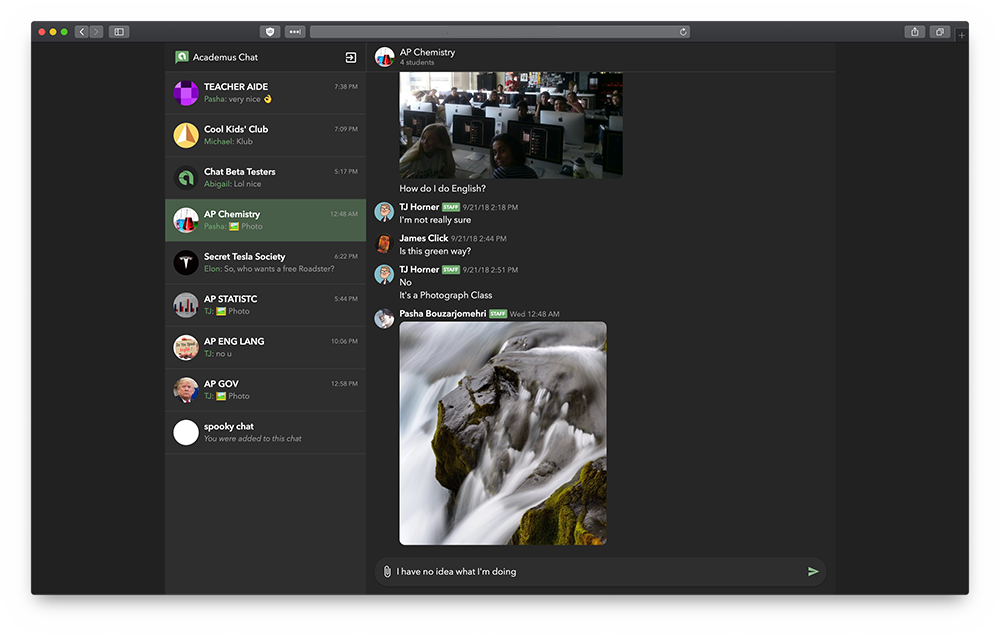 Academus Chat
TEACHER AIDE 7:38 PM
Pasha: very nice 👌
Cool Kids' Club 7:09 PM
Michael: Klub
Chat Beta Testers 5:17 PM
Abigail: Lol nice
AP Chemistry 12:48 AM
Pasha: 🖼️ Photo
Secret Tesla Society 6:22 PM
Elon: So, who wants a free Roadster?
AP STATISTC 5:44 PM
TJ: 🖼️ Photo
AP ENG LANG 10:06 PM
TJ: no u
AP GOV 12:58 PM
TJ: 🖼️ Photo
spooky chat
You were added to this chat
AP Chemistry
4 students
How do I do English?
TJ Horner STAFF 9/21/18 2:18 PM
I'm not really sure
James Click 9/21/18 2:44 PM
Is this green way?
TJ Horner STAFF 9/21/18 2:51 PM
No
It's a Photograph Class
Pasha Bouzarjomehri STAFF Wed 12:48 AM
I have no idea what I'm doing